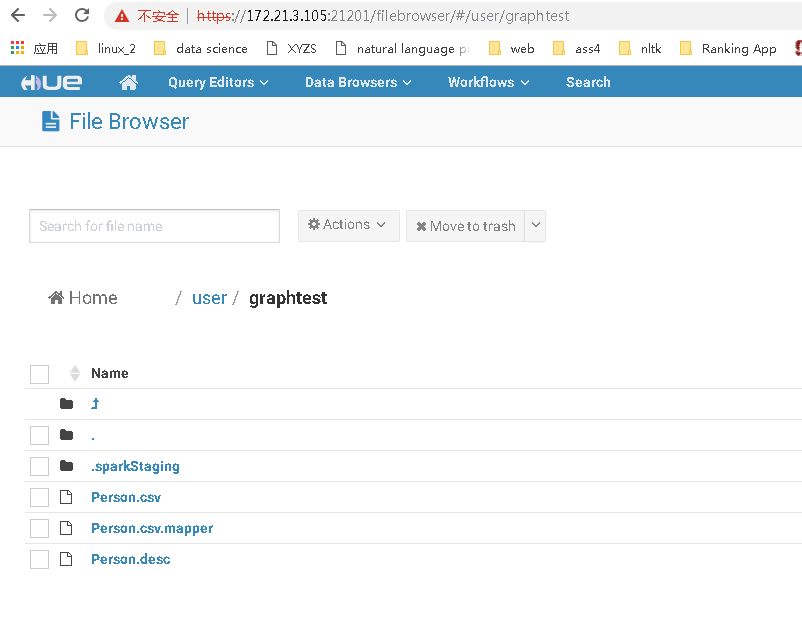 不安全 https://172.21.3.105:21201/filebrowser/#/user/graphtest
应用 linux_2 data science XYZS natural language web ass4 nltk Ranking App
HUE Query Editors Data Browsers Workflows Search
File Browser
Search for file name Actions Move to trash
Home / user / graphtest
Name
.
.sparkStaging
Person.csv
Person.csv.mapper
Person.desc